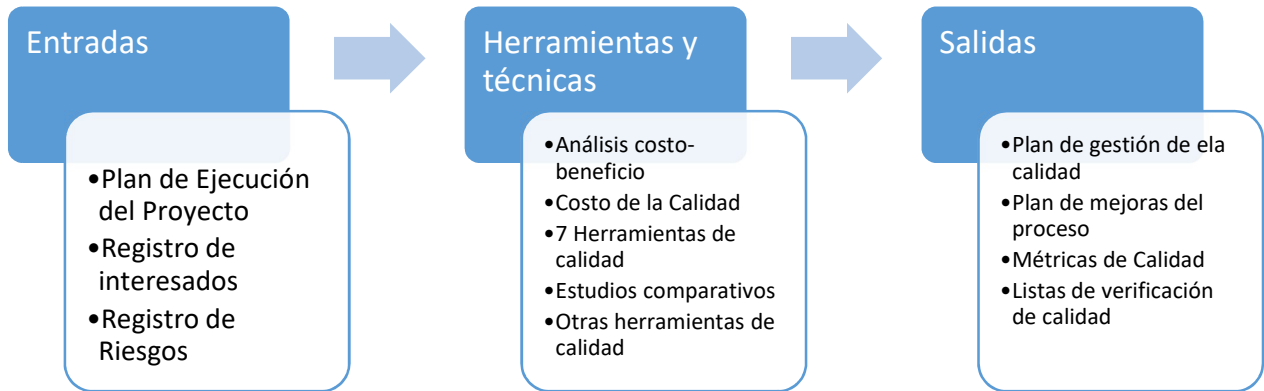 Entradas
•Plan de Ejecución
del Proyecto
•Registro de
interesados
•Registro de
Riesgos
Herramientas y
técnicas
•Análisis costo-
beneficio
•Costo de la Calidad
•7 Herramientas de
calidad
•Estudios comparativos
•Otras herramientas de
calidad
Salidas
•Plan de gestión de ela
calidad
•Plan de mejoras del
proceso
•Métricas de Calidad
•Listas de verificación
de calidad